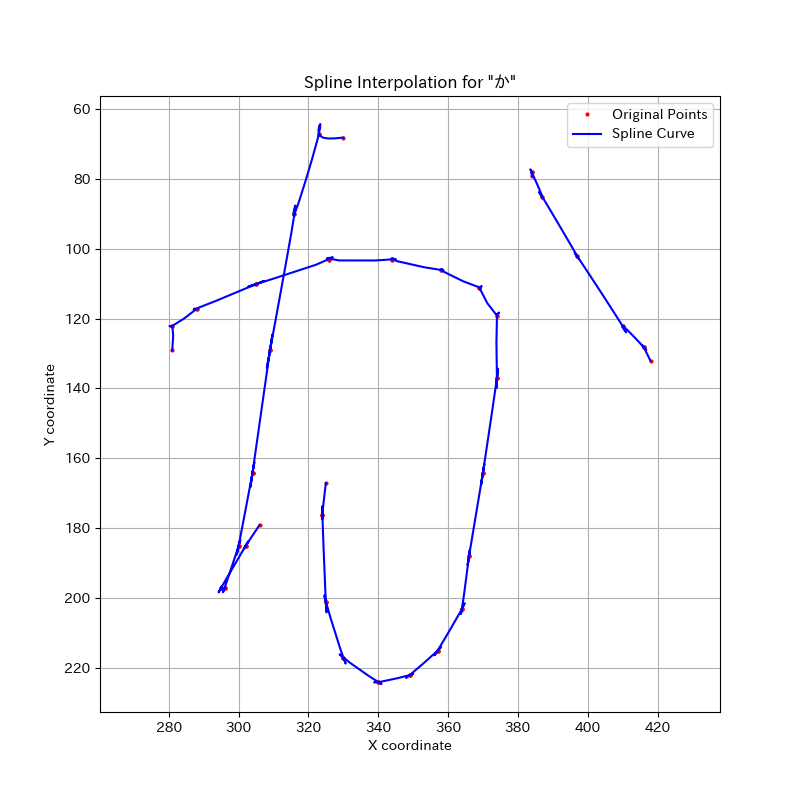 Spline Interpolation for "か"
Original Points
Spline Curve
60
80
100
120
140
160
180
200
220
Y coordinate
280 300 320 340 360 380 400 420
X coordinate